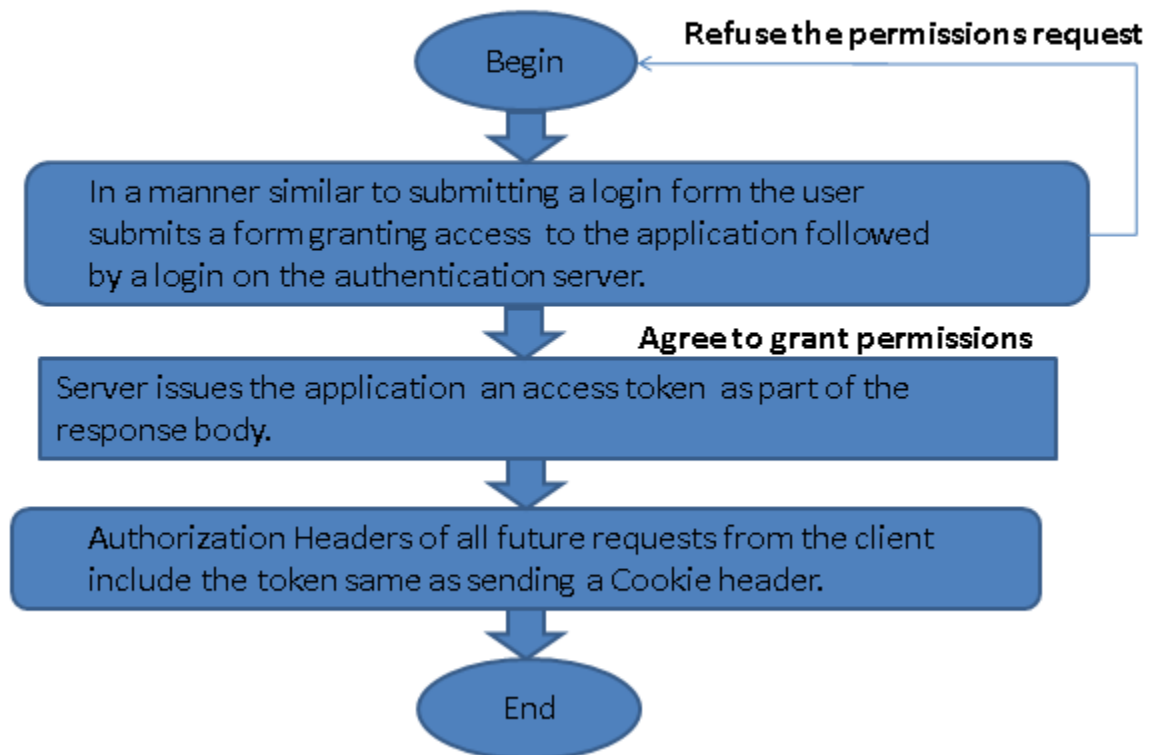 Refuse the permissions request
Begin
In a manner similar to submitting a login form the user
submits a form granting access to the application followed
by a login on the authentication server.
Agree to grant permissions
Server issues the application an access token as part of the
response body.
Authorization Headers of all future requests from the client
include the token same as sending a Cookie header.
End